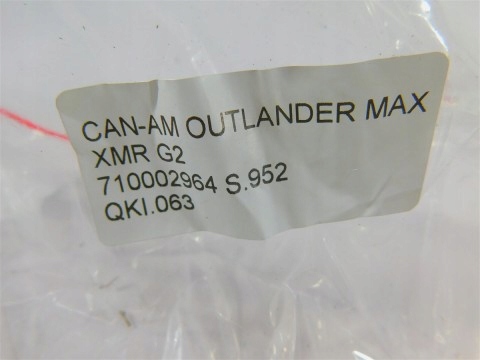 CAN-AM OUTLANDER MAX
XMR G2
710002964 S.952
QKI.063